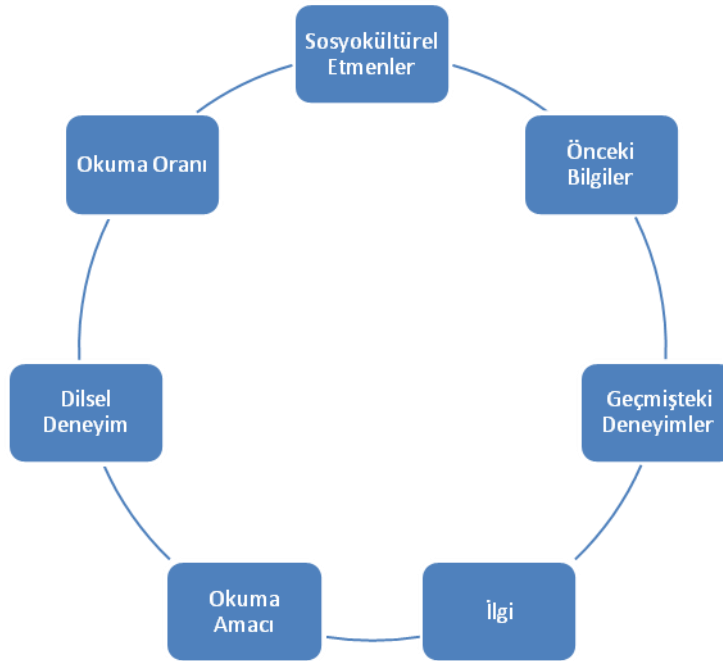 Sosyokültürel
Etmenler
Önceki
Bilgiler
Geçmişteki
Deneyimler
İlgi
Okuma
Amacı
Dilsel
Deneyim
Okuma Oranı